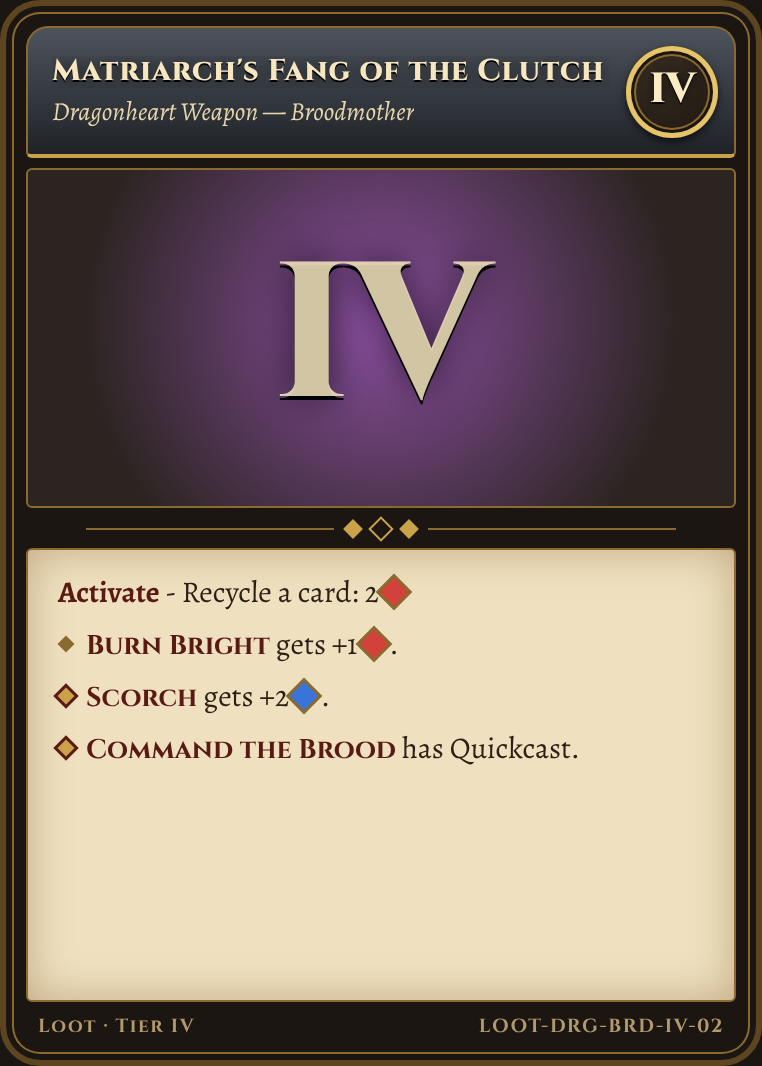 Matriarch's Fang of the Clutch
IV
Dragonheart Weapon — Broodmother
IV
Activate - Recycle a card: 2
Burn Bright gets +1.
Scorch gets +2.
Command the Brood has Quickcast.
Loot · Tier IV
LOOT-DRG-BRD-IV-02